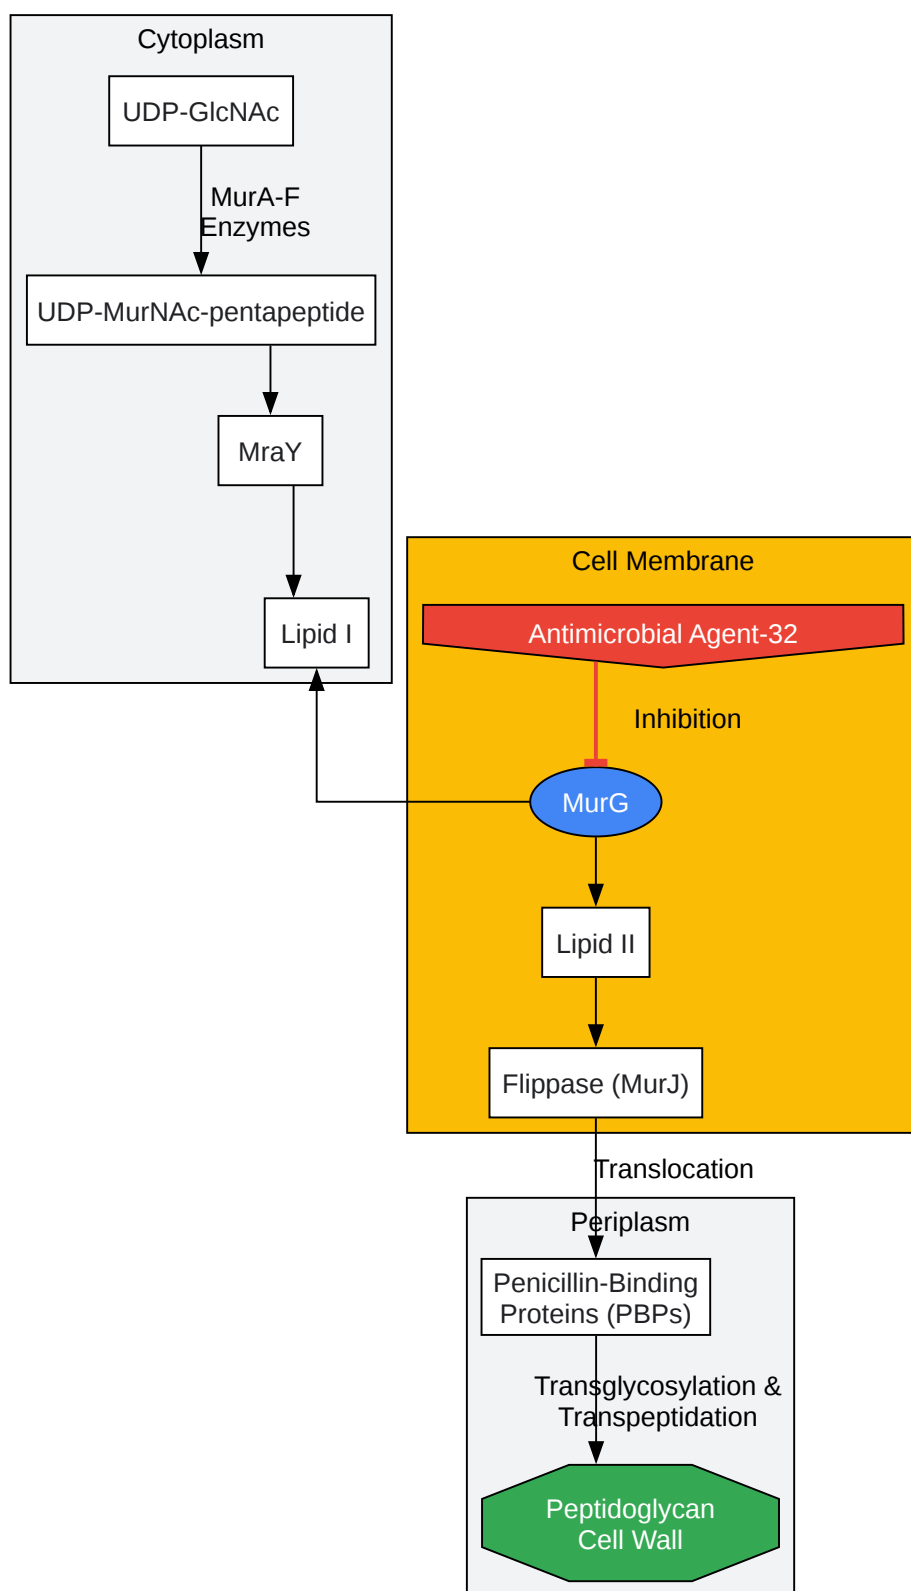 Cytoplasm
UDP-GlcNAc
MurA-F
Enzymes
UDP-MurNAc-pentapeptide
MraY
Lipid I
Cell Membrane
Antimicrobial Agent-32
Inhibition
MurG
Lipid II
Flippase (MurJ)
Translocation
Periplasm
Penicillin-Binding
Proteins (PBPs)
Transglycosylation &
Transpeptidation
Peptidoglycan
Cell Wall